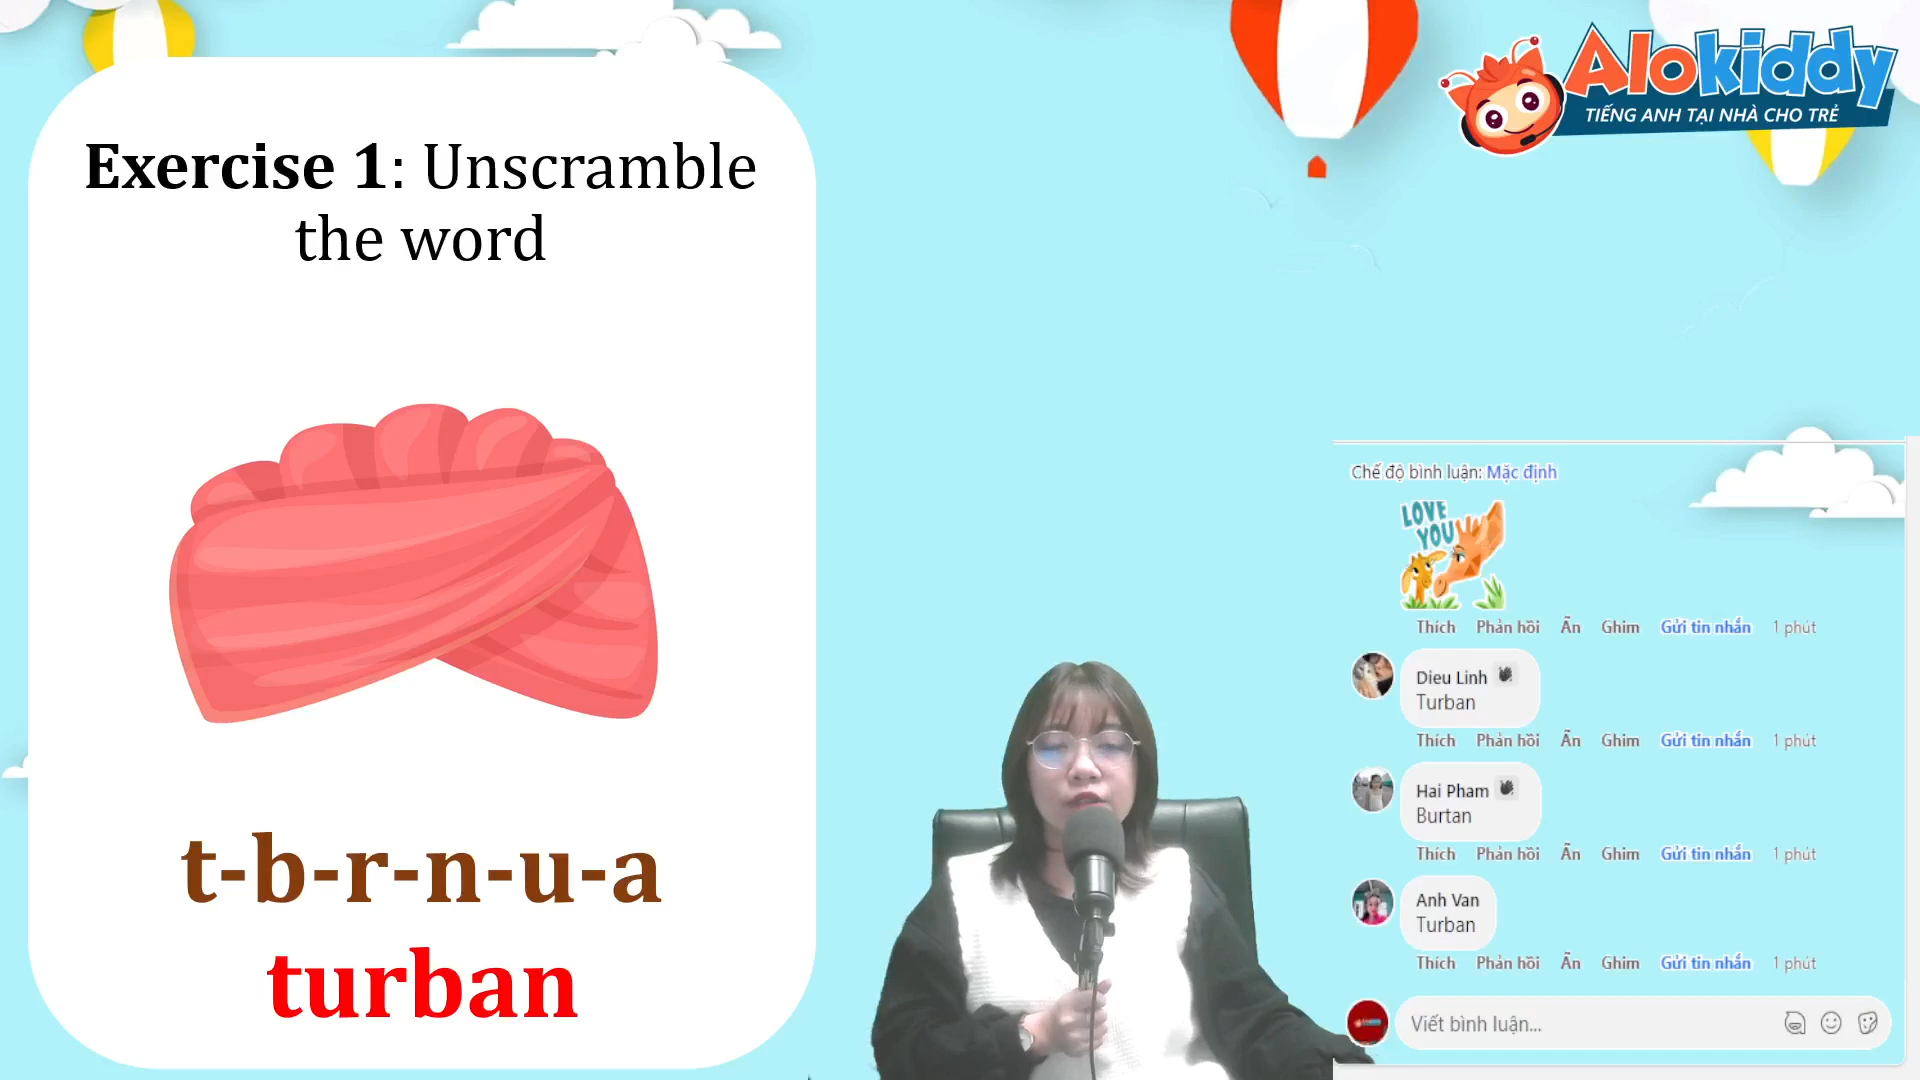 Exercise 1: Unscramble
the word
t-b-r-n-u-a
turban
Alokiddy
TIẾNG ANH TẠI NHÀ CHO TRẺ
Chế độ bình luận: Mặc định
LOVE
YOU
Thích Phản hồi Ẩn Ghim Gửi tin nhắn 1 phút
Dieu Linh
Turban
Thích Phản hồi Ẩn Ghim Gửi tin nhắn 1 phút
Hai Pham
Burtan
Thích Phản hồi Ẩn Ghim Gửi tin nhắn 1 phút
Anh Van
Turban
Thích Phản hồi Ẩn Ghim Gửi tin nhắn 1 phút
Viết bình luận...